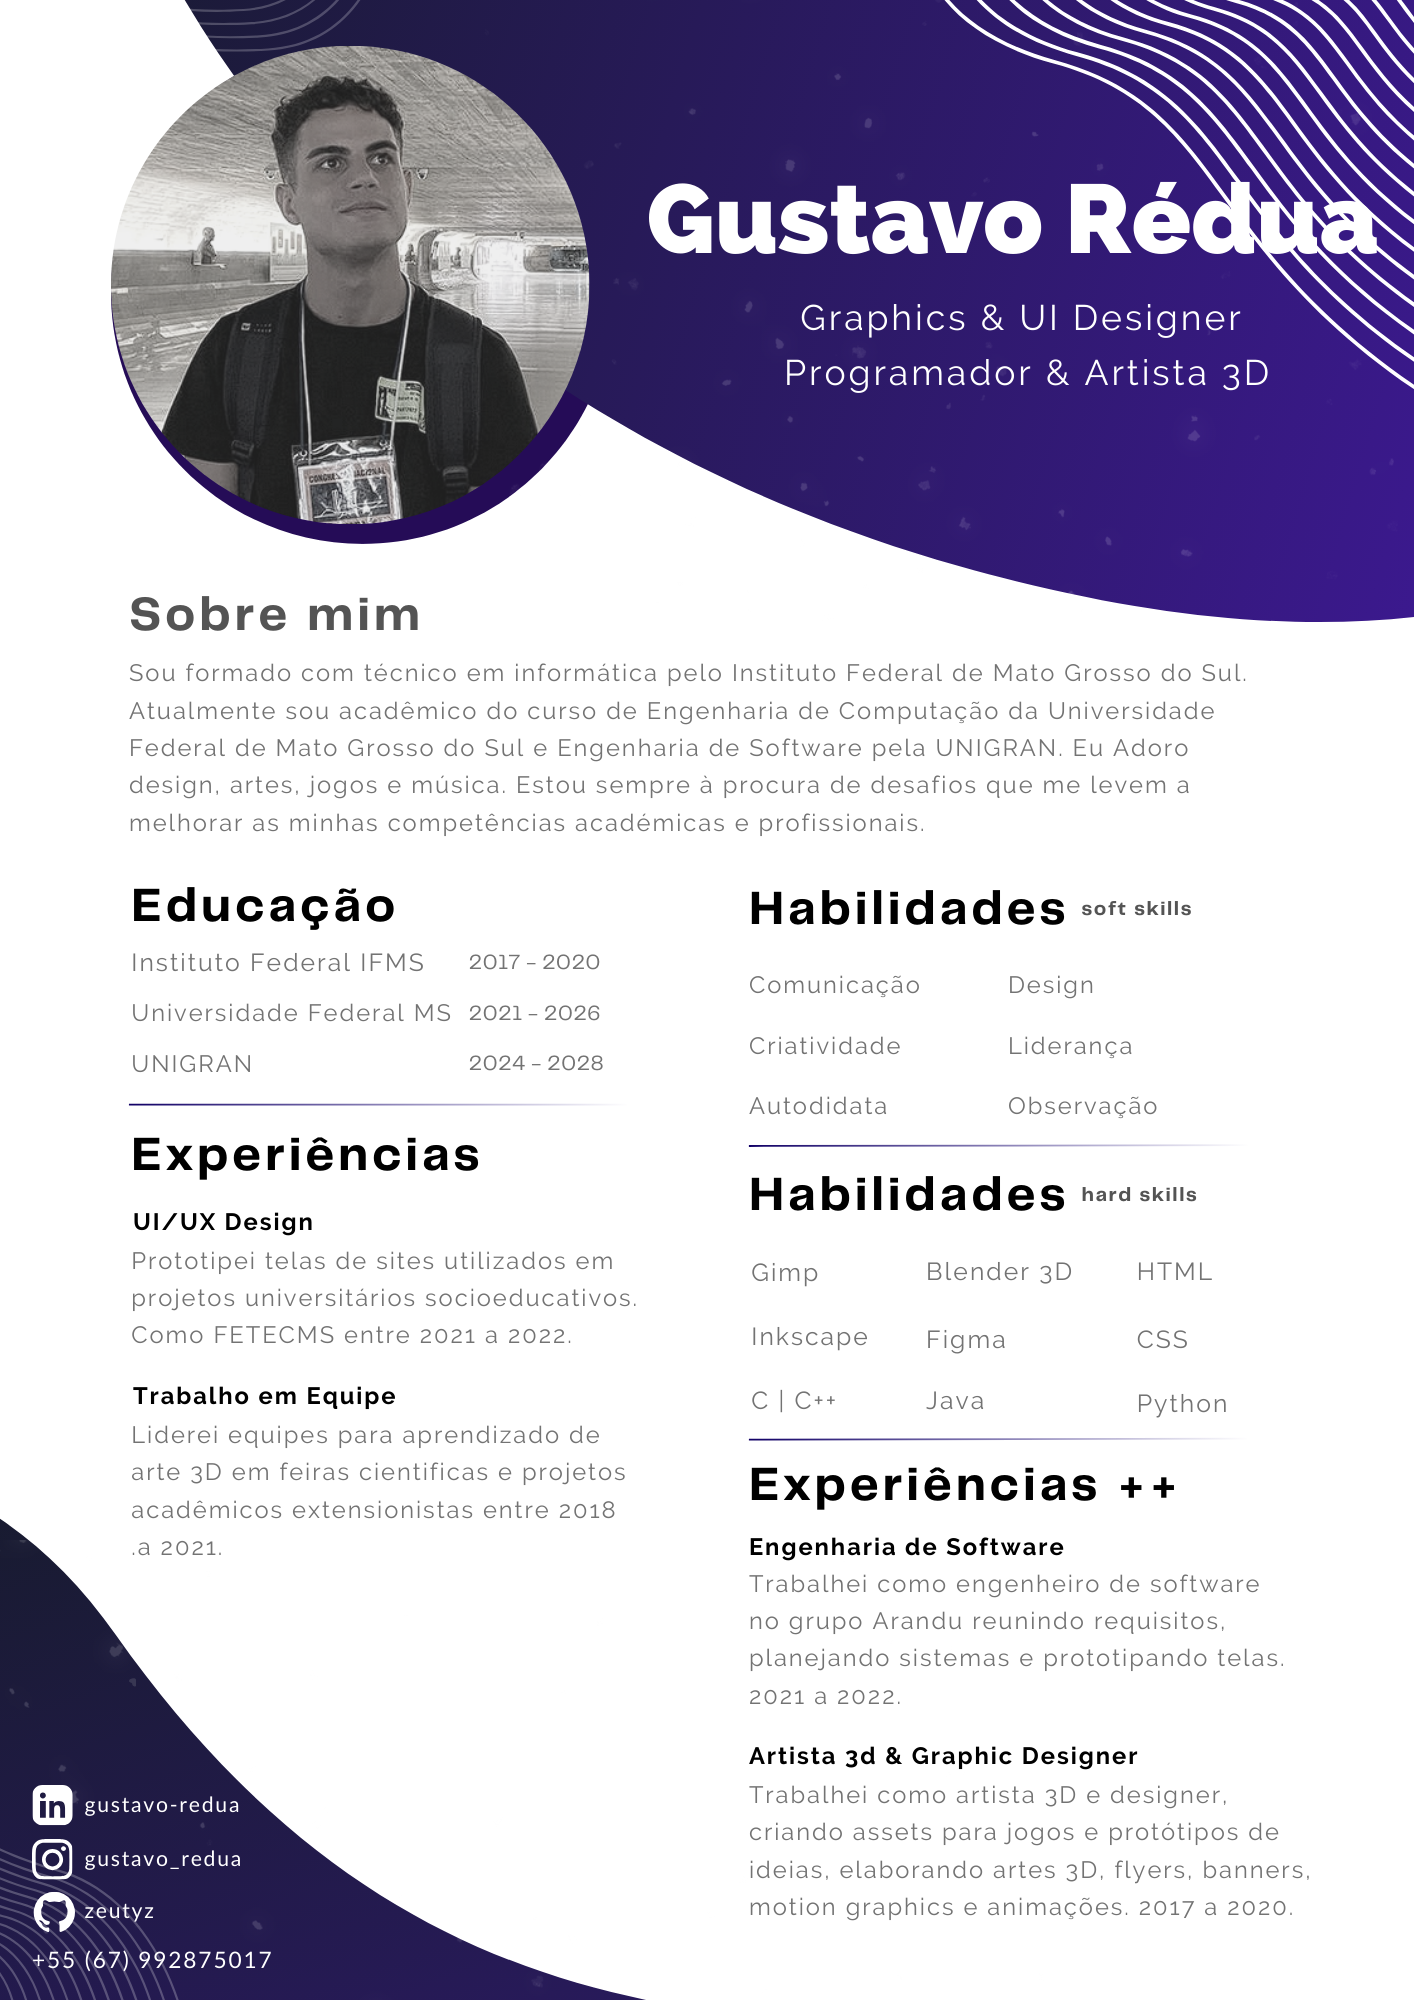 Gustavo Rédua
Graphics & UI Designer
Programador & Artista 3D
CONGRESSO NACIONAL
Sobre mim
Sou formado com técnico em informática pelo Instituto Federal de Mato Grosso do Sul.
Atualmente sou acadêmico do curso de Engenharia de Computação da Universidade
Federal de Mato Grosso do Sul e Engenharia de Software pela UNIGRAN. Eu Adoro
design, artes, jogos e música. Estou sempre à procura de desafios que me levem a
melhorar as minhas competências académicas e profissionais.
Educação
Instituto Federal IFMS 2017 – 2020
Universidade Federal MS 2021 – 2026
UNIGRAN 2024 – 2028
Experiências
UI/UX Design
Prototipei telas de sites utilizados em
projetos universitários socioeducativos.
Como FETECMS entre 2021 a 2022.
Trabalho em Equipe
Liderei equipes para aprendizado de
arte 3D em feiras cientificas e projetos
acadêmicos extensionistas entre 2018
.a 2021.
Habilidades soft skills
Comunicação Design
Criatividade Liderança
Autodidata Observação
Habilidades hard skills
Gimp Blender 3D HTML
Inkscape Figma CSS
C | C++ Java Python
Experiências ++
Engenharia de Software
Trabalhei como engenheiro de software
no grupo Arandu reunindo requisitos,
planejando sistemas e prototipando telas.
2021 a 2022.
Artista 3d & Graphic Designer
Trabalhei como artista 3D e designer,
criando assets para jogos e protótipos de
ideias, elaborando artes 3D, flyers, banners,
motion graphics e animações. 2017 a 2020.
in gustavo-redua
gustavo_redua
zeutyz
+55 (67) 992875017